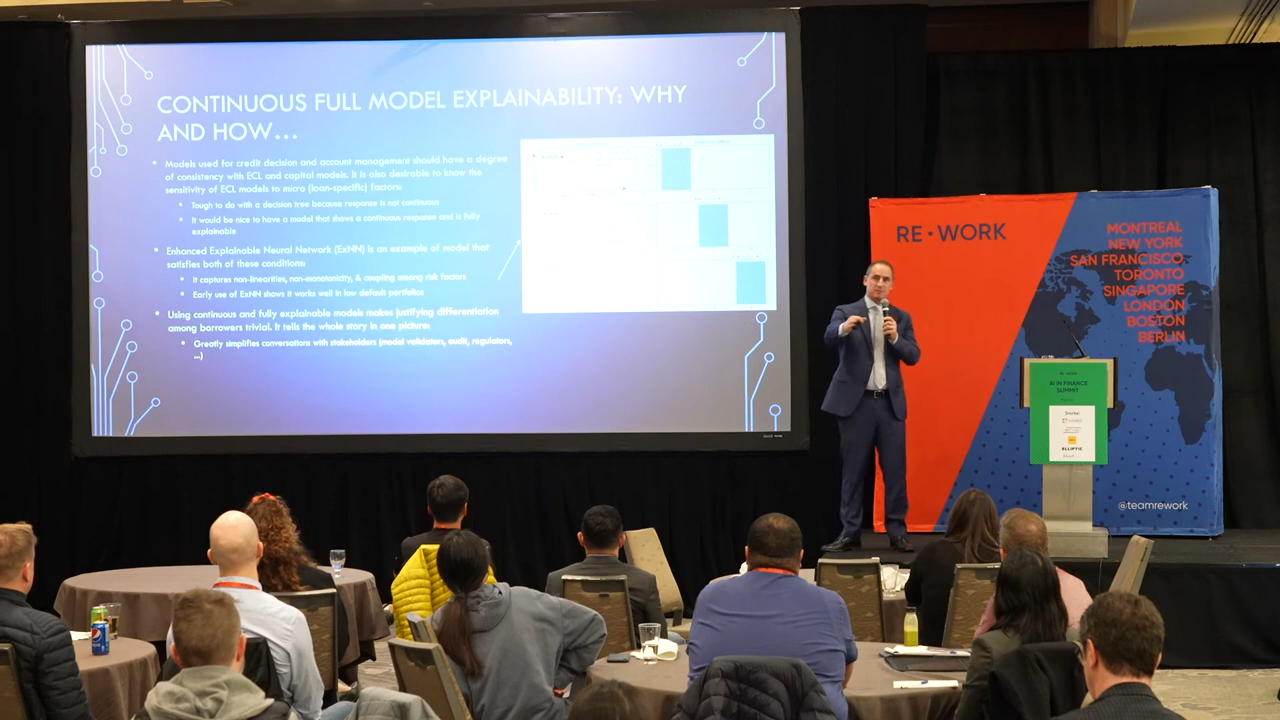 CONTINUOUS FULL MODEL EXPLAINABILITY: WHY
AND HOW…
• Models used for credit decision and account management should have a degree
of consistency with ECL and capital models. It is also desirable to know the
sensitivity of ECL models to micro (loan-specific) factors:
• Tough to do with a decision tree because response is not continuous
• It would be nice to have a model that shows a continuous response and is fully
explainable
• Enhanced Explainable Neural Network (ExNN) is an example of model that
satisfies both of these conditions:
• It captures non-linearities, non-monotonicity, & coupling among risk factors
• Early use of ExNN shows it works well in low default portfolios
• Using continuous and fully explainable models makes justifying differentiation
among borrowers trivial. It tells the whole story in one picture:
• Greatly simplifies conversations with stakeholders (model validators, audit, regulators,
…)
RE•WORK
MONTREAL
NEW YORK
SAN FRANCISCO
TORONTO
SINGAPORE
LONDON
BOSTON
BERLIN
RE•WORK
AI IN FINANCE
SUMMIT
ELLIPTIC
@teamrework